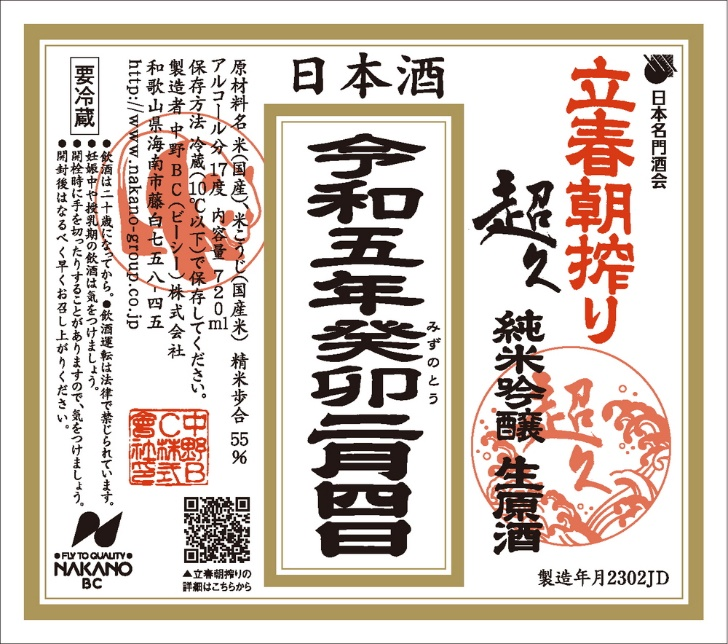 日本名門酒会
立春朝搾り
超久
純米吟醸 生原酒
超久
製造年月2302JD
日本酒
令和五年癸卯二月四日
みずのとう
原材料名 米(国産)、米こうじ(国産米) 精米歩合 55%
アルコール分 17度 内容量 720ml
保存方法 冷蔵(10℃以下)で保存してください。
製造者 中野BC(ビーシー)株式会社
和歌山県海南市藤白七五八-四五
http://www.nakano-group.co.jp
要冷蔵
●飲酒は二十歳になってから。●飲酒運転は法律で禁じられています。
●妊娠中や授乳期の飲酒は気をつけましょう。
●開栓時に手を切ったりすることがありますので、気をつけましょう。
●開封後はなるべく早くお召し上がりください。
中野B
C株式
會社印
▲立春朝搾りの
詳細はこちらから
●FLY TO QUALITY●
NAKANO
BC